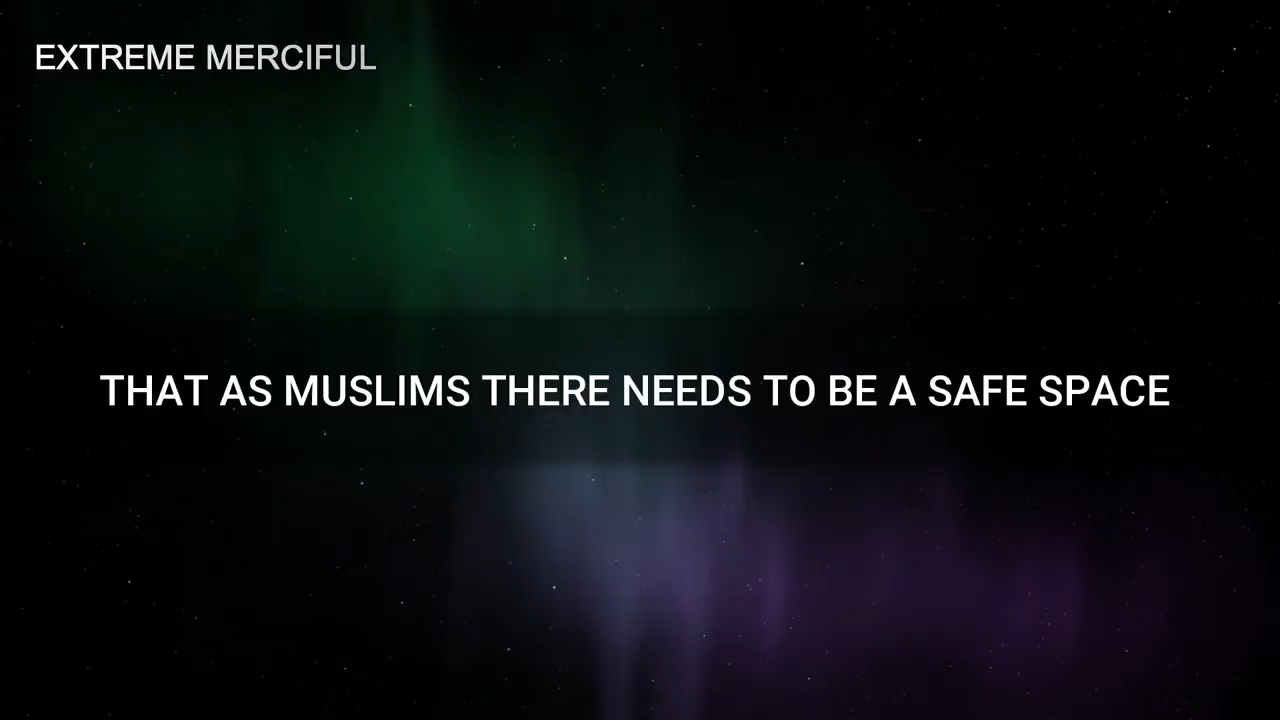 EXTREME MERCIFUL
THAT AS MUSLIMS THERE NEEDS TO BE A SAFE SPACE